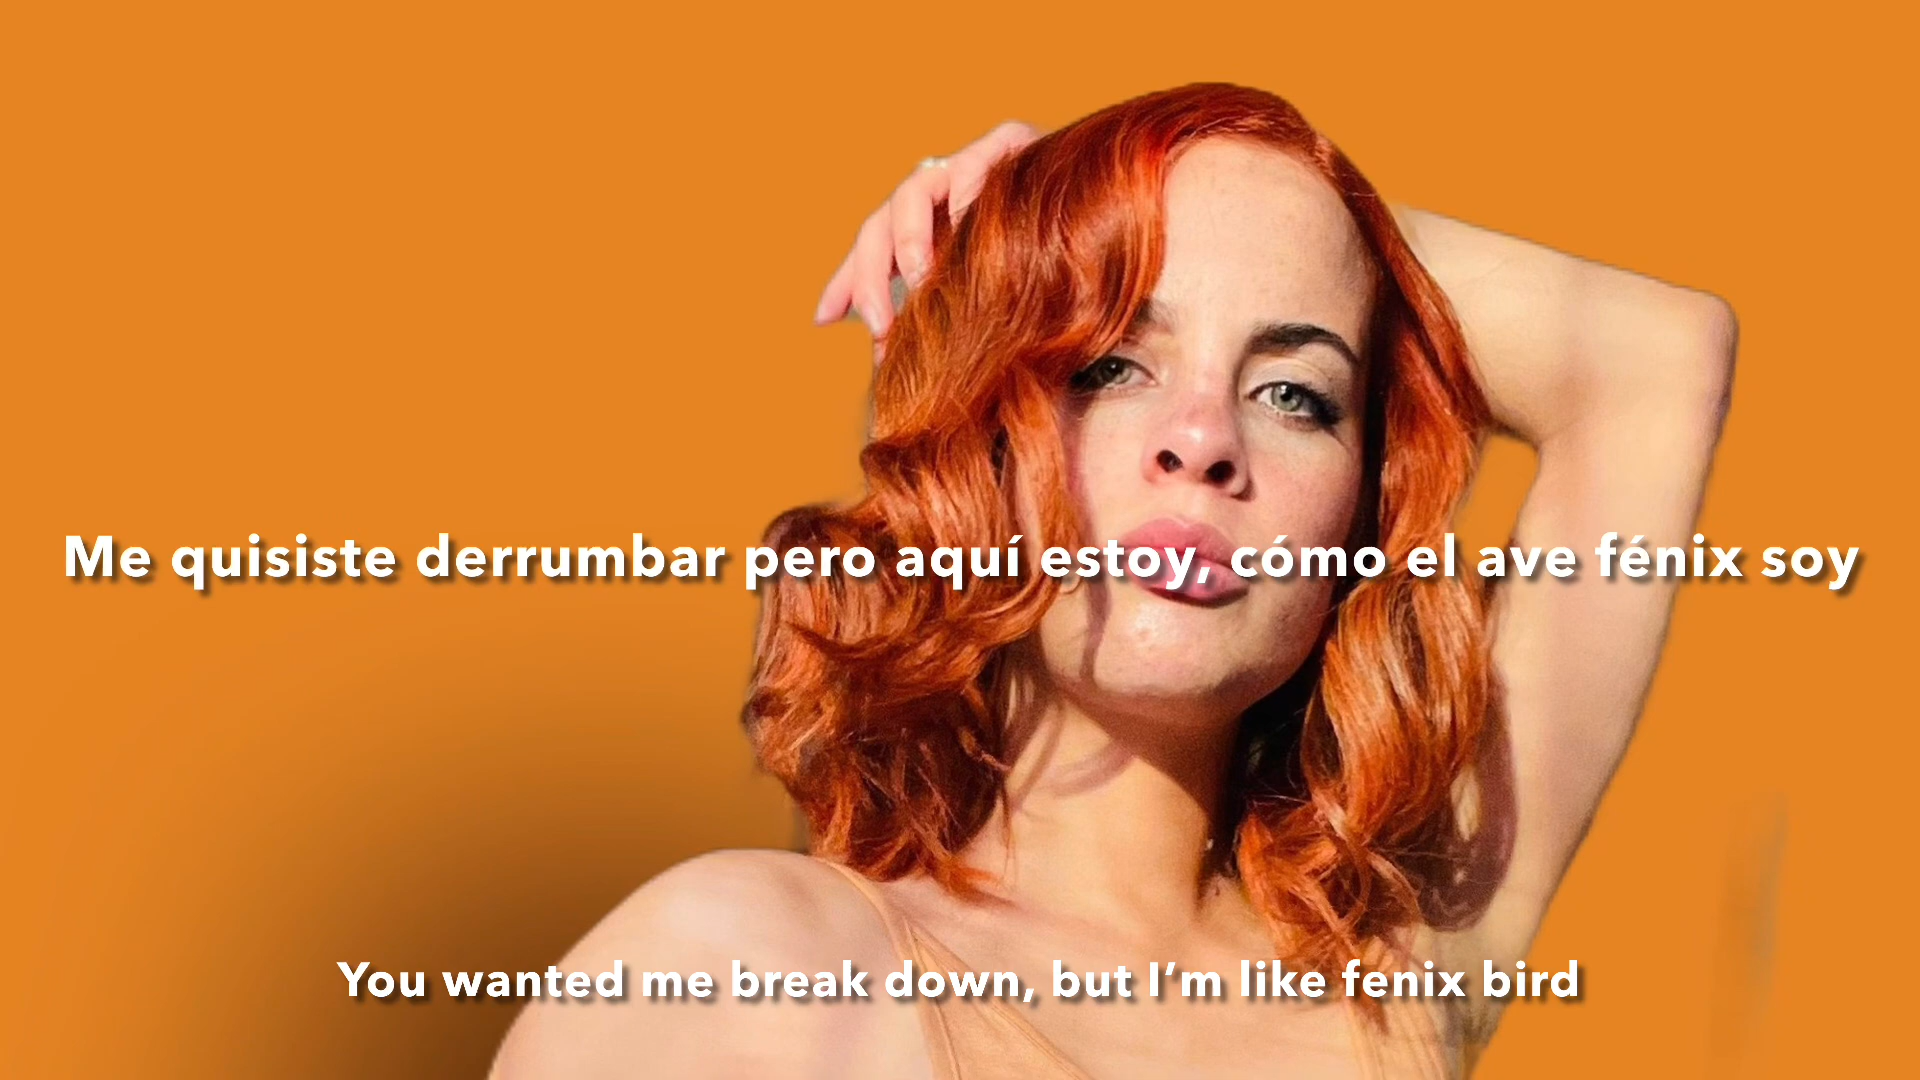 Me quisiste derrumbar pero aquí estoy, cómo el ave fénix soy
You wanted me break down, but I’m like fenix bird